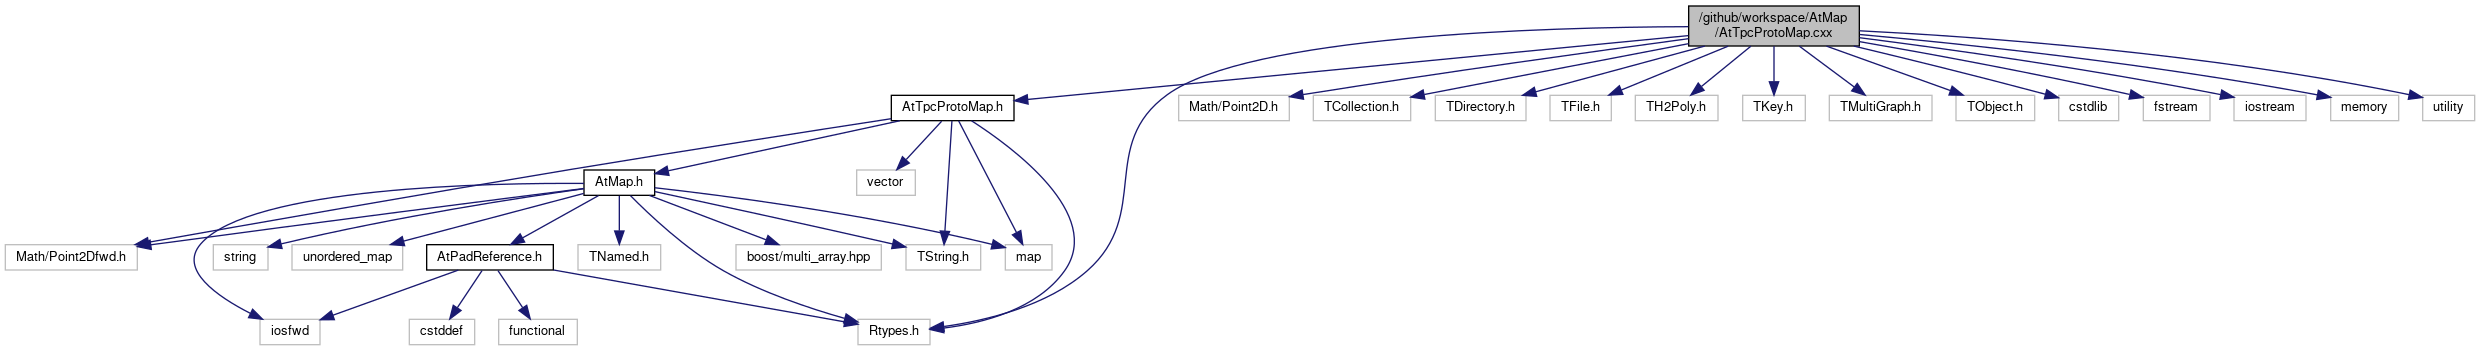 /github/workspace/AtMap
/AtTpcProtoMap.cxx
AtTpcProtoMap.h
Math/Point2D.h
TCollection.h
TDirectory.h
TFile.h
TH2Poly.h
TKey.h
TMultiGraph.h
TObject.h
cstdlib
fstream
iostream
memory
utility
AtMap.h
vector
Math/Point2Dfwd.h
string
unordered_map
AtPadReference.h
TNamed.h
boost/multi_array.hpp
TString.h
map
iosfwd
cstddef
functional
Rtypes.h